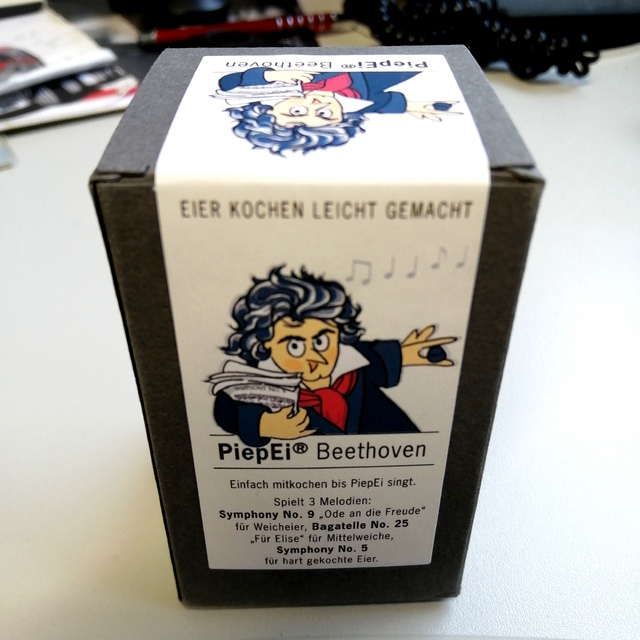 PiepEi® Beethoven
EIER KOCHEN LEICHT GEMACHT
PiepEi® Beethoven
Einfach mitkochen bis PiepEi singt.
Spielt 3 Melodien:
Symphony No. 9 „Ode an die Freude“
für Weicheier, Bagatelle No. 25
„Für Elise“ für Mittelweiche,
Symphony No. 5
für hart gekochte Eier.